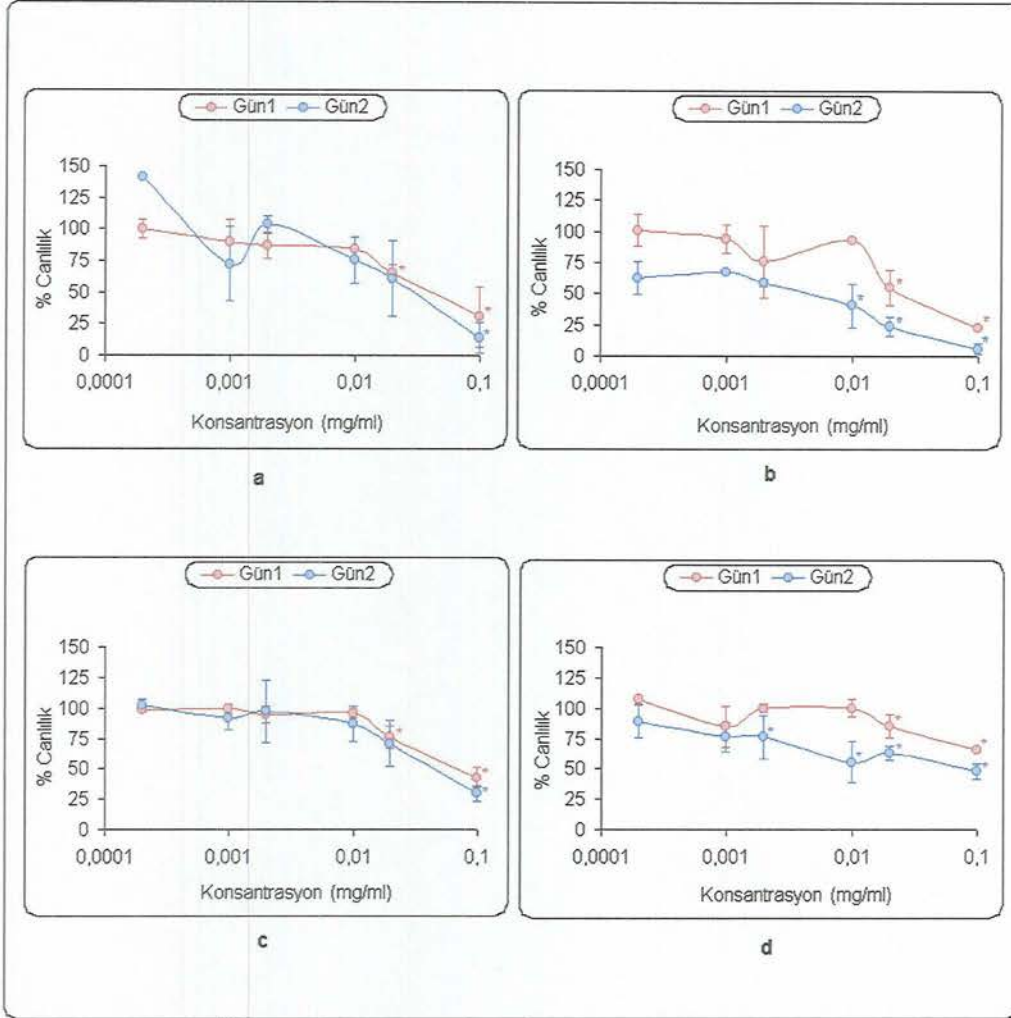 Gün1 Gün2
150
125
100
75
50
25
0
% Canlılık
0,0001 0,001 0,01 0,1
Konsantrasyon (mg/ml)
* * *
a
Gün1 Gün2
150
125
100
75
50
25
0
% Canlılık
0,0001 0,001 0,01 0,1
Konsantrasyon (mg/ml)
* * * * *
b
Gün1 Gün2
150
125
100
75
50
25
0
% Canlılık
0,0001 0,001 0,01 0,1
Konsantrasyon (mg/ml)
* * *
c
Gün1 Gün2
150
125
100
75
50
25
0
% Canlılık
0,0001 0,001 0,01 0,1
Konsantrasyon (mg/ml)
* * * * * *
d